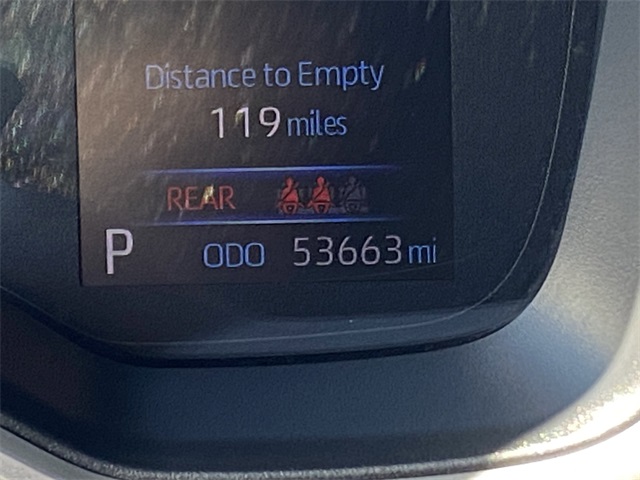 Distance to Empty
119 miles
REAR
P ODO 53663 mi